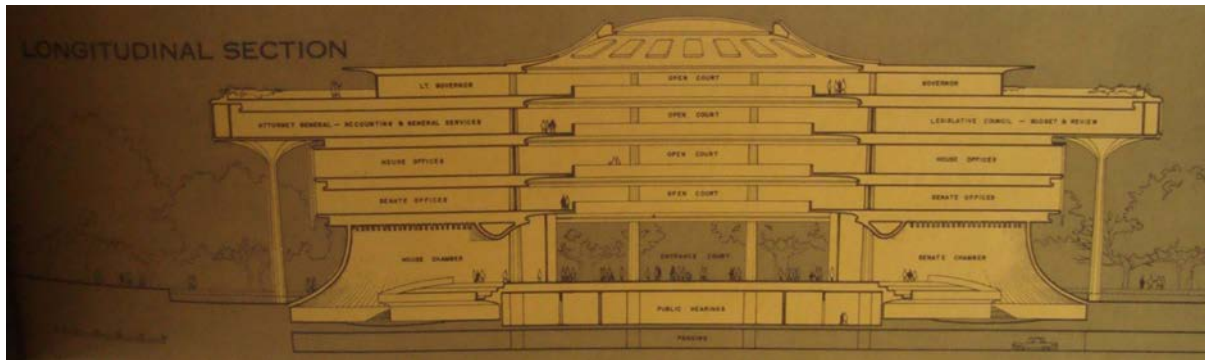 LONGITUDINAL SECTION
LT. GOVERNOR
OPEN COURT
GOVERNOR
ATTORNEY GENERAL — ACCOUNTING & GENERAL SERVICES
OPEN COURT
LEGISLATIVE COUNCIL — BUDGET & REVIEW
HOUSE OFFICES
OPEN COURT
HOUSE OFFICES
SENATE OFFICES
OPEN COURT
SENATE OFFICES
HOUSE CHAMBER
ENTRANCE COURT
SENATE CHAMBER
PUBLIC HEARINGS
PARKING